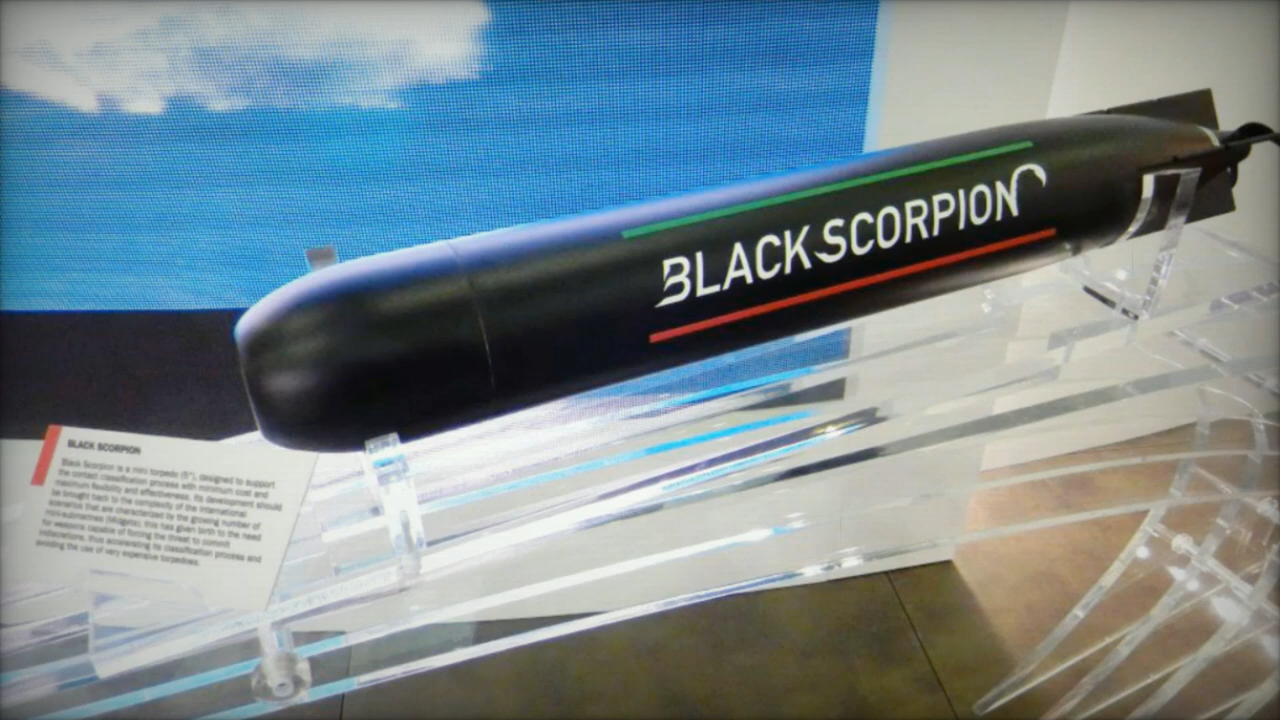 BLACK SCORPION
BLACK SCORPION
Black Scorpion is a mini torpedo (5"), designed to support
the contact classification process with minimum cost and
maximum flexibility and effectiveness. Its development should
be brought back to the complexity of the international
scenarios that are characterized by the growing number of
mini-submarines (Midgets); this has given birth to the need
for weapons capable of forcing the threat to commit
indiscretions, thus accelerating its classification process and
avoiding the use of very expensive torpedoes.